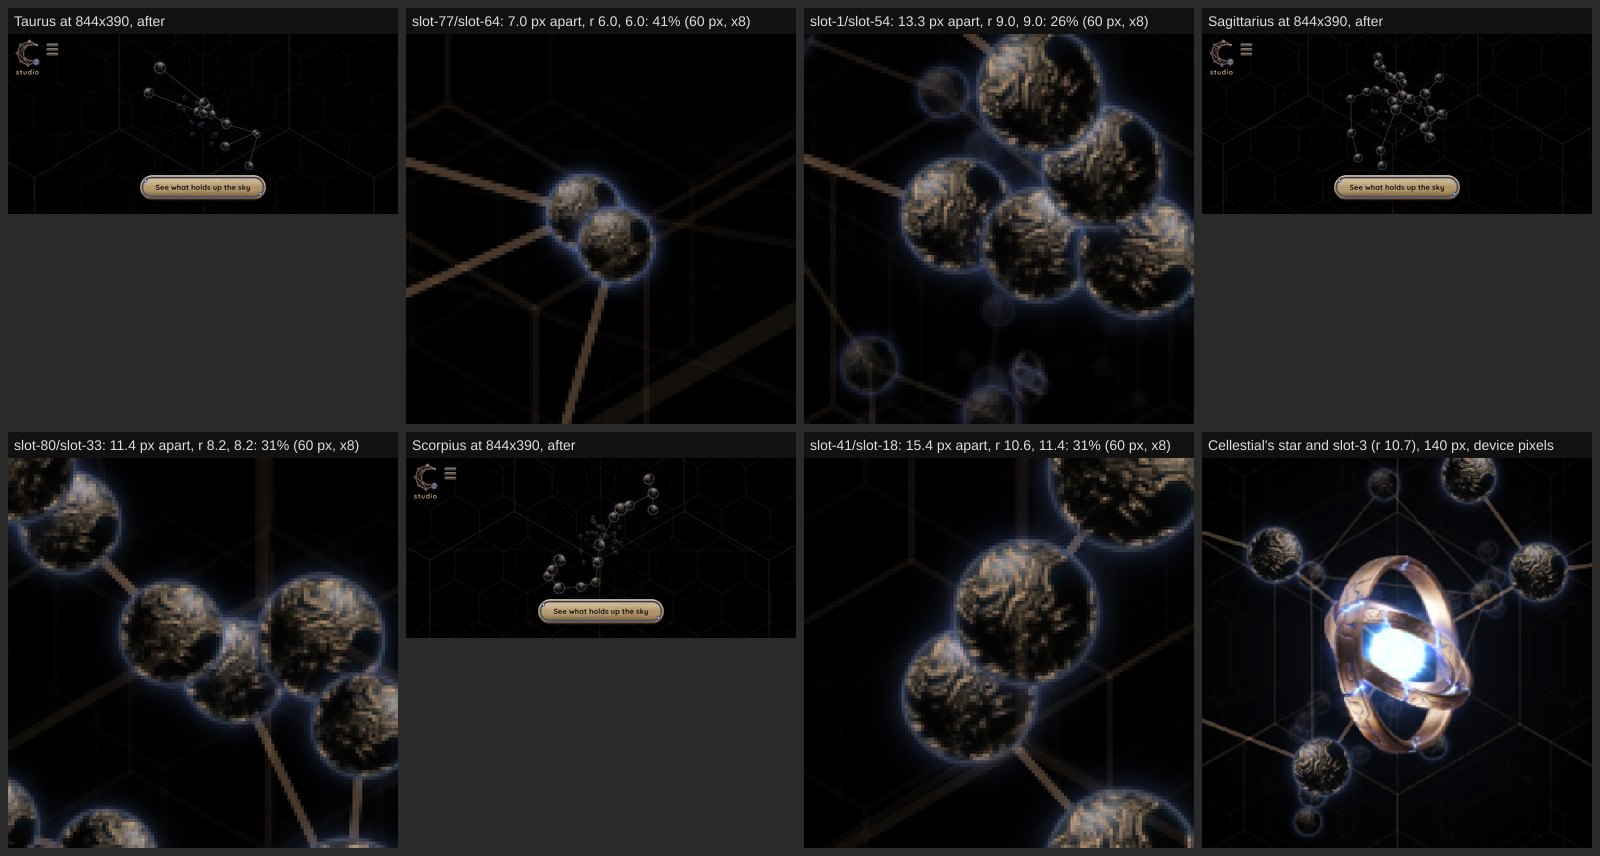 Taurus at 844x390, after
studio
See what holds up the sky
slot-77/slot-64: 7.0 px apart, r 6.0, 6.0: 41% (60 px, x8)
slot-1/slot-54: 13.3 px apart, r 9.0, 9.0: 26% (60 px, x8)
Sagittarius at 844x390, after
studio
See what holds up the sky
slot-80/slot-33: 11.4 px apart, r 8.2, 8.2: 31% (60 px, x8)
Scorpius at 844x390, after
studio
See what holds up the sky
slot-41/slot-18: 15.4 px apart, r 10.6, 11.4: 31% (60 px, x8)
Cellestial's star and slot-3 (r 10.7), 140 px, device pixels